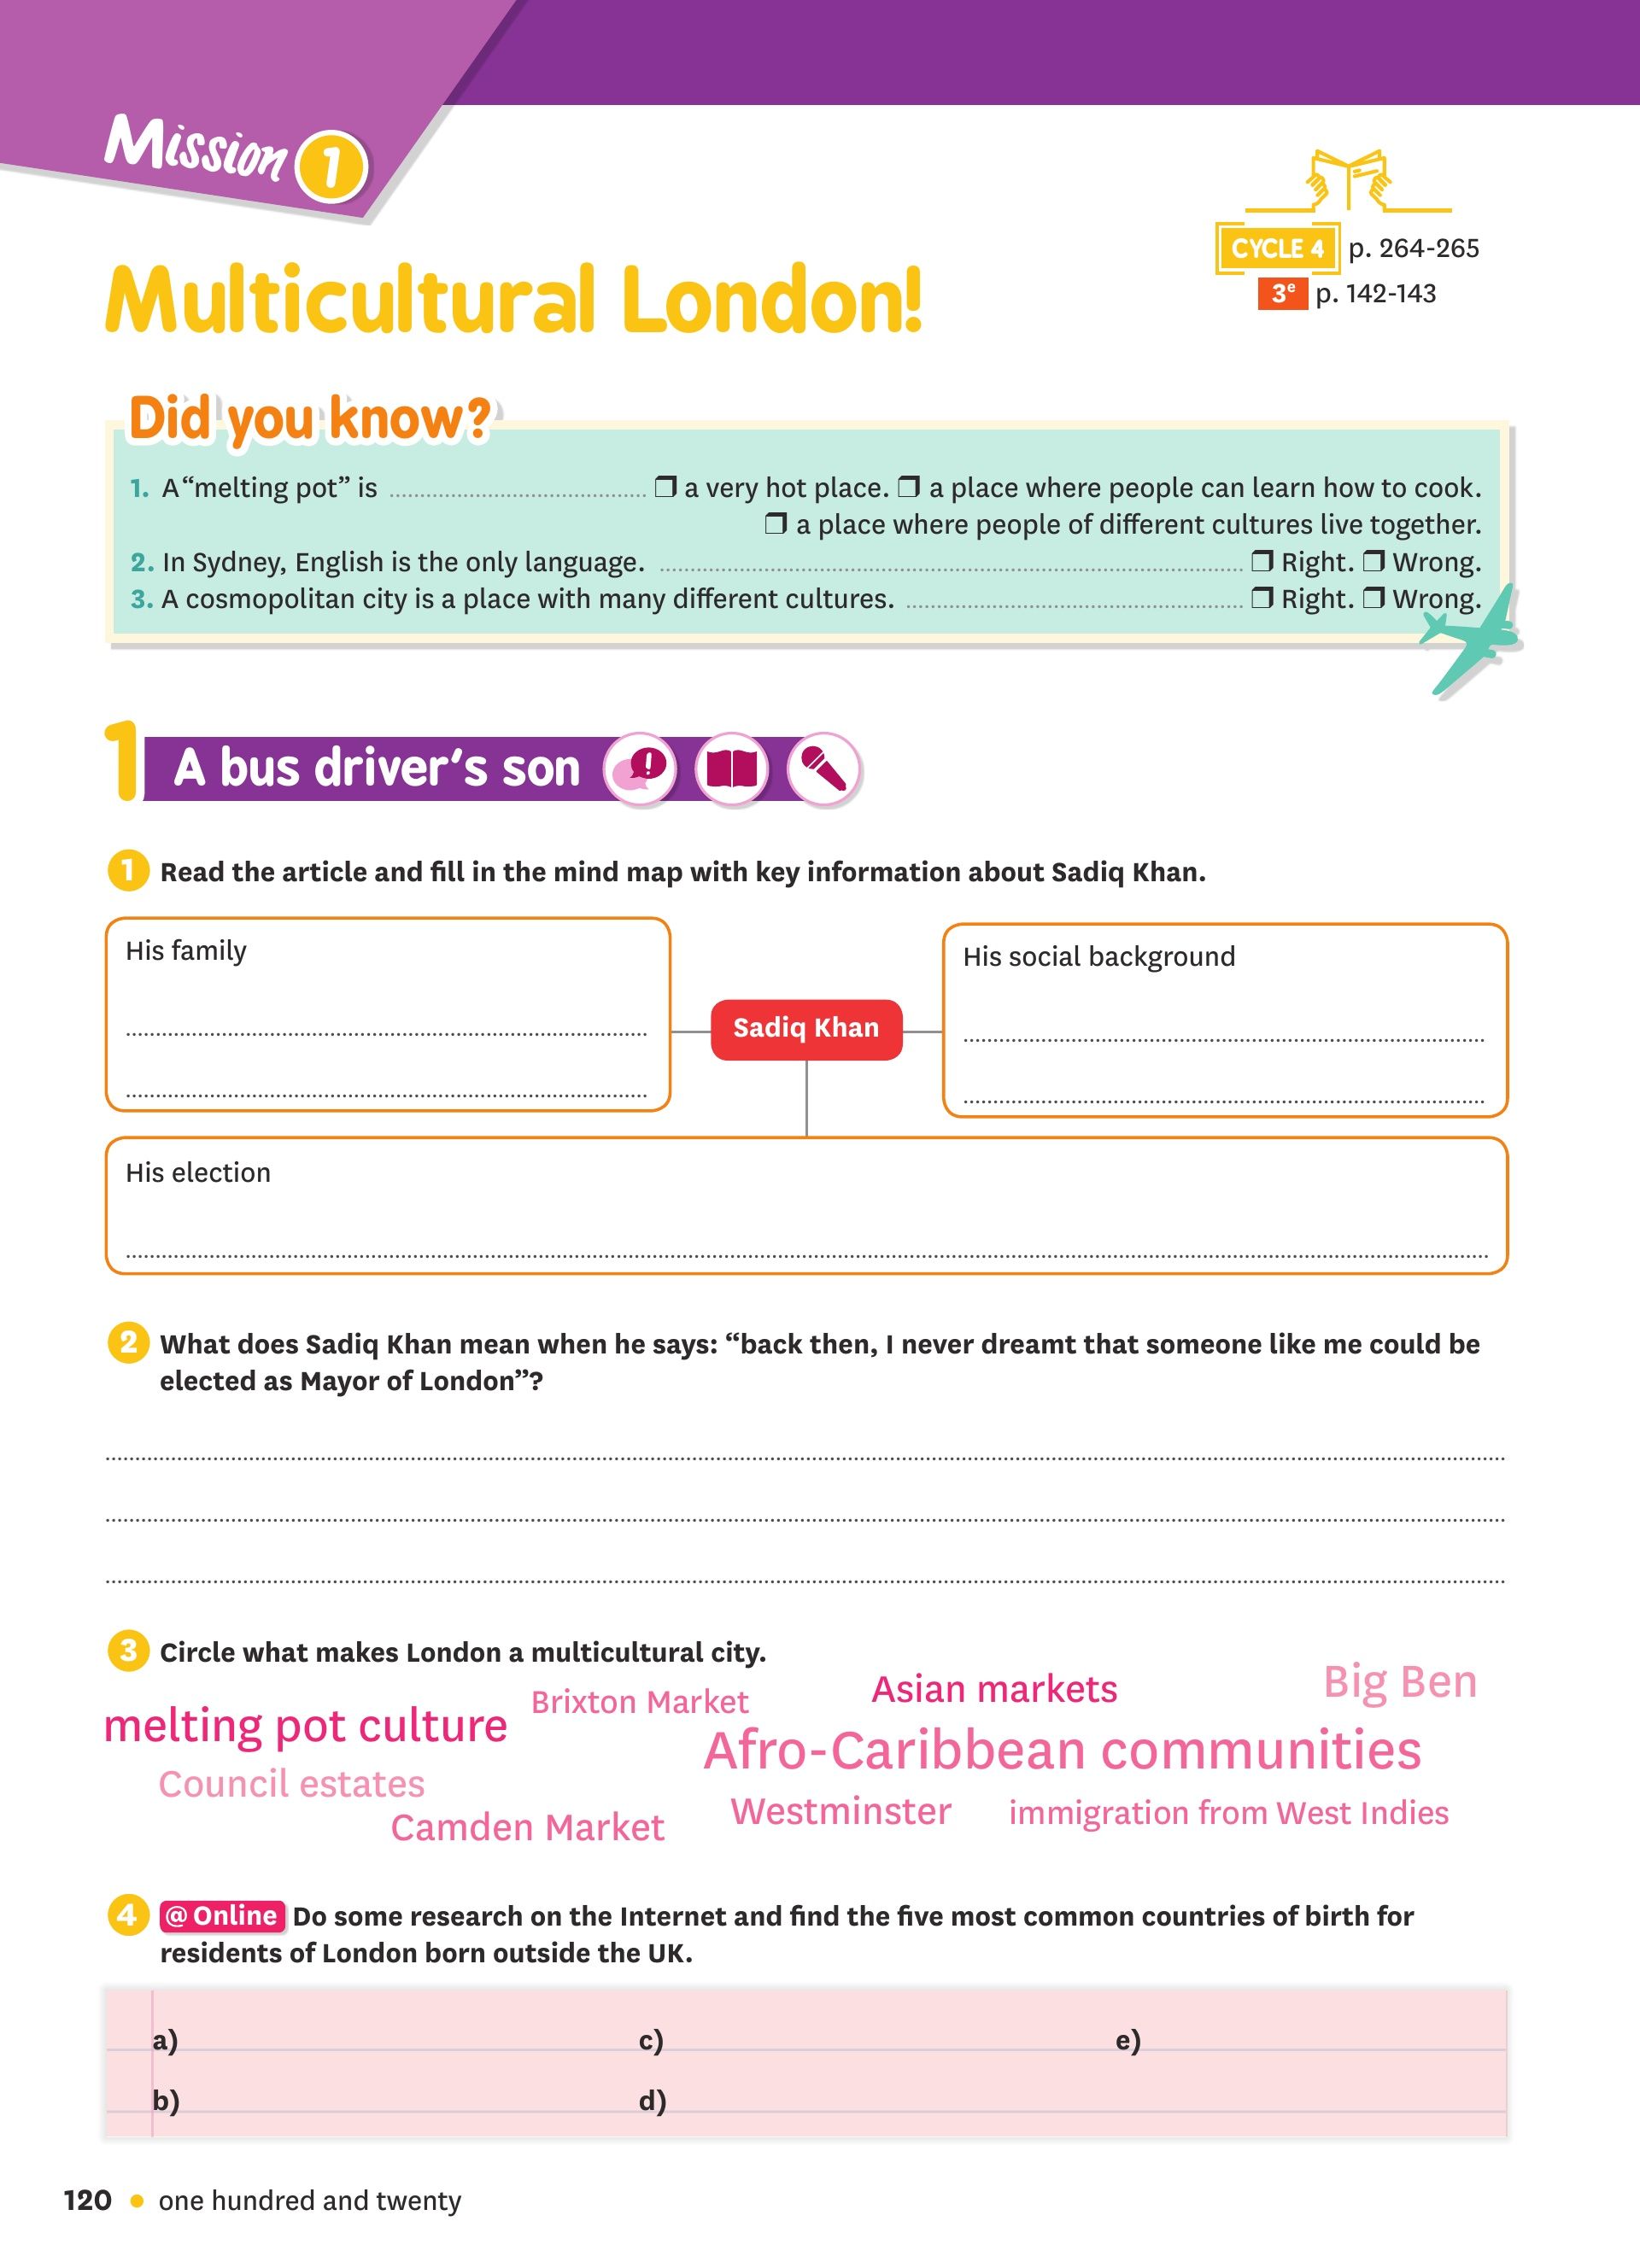 Mission 1
CYCLE 4 p. 264-265
3e p. 142-143
Multicultural London!
Did you know?
1. A “melting pot” is ................................... ❒ a very hot place. ❒ a place where people can learn how to cook.
❒ a place where people of different cultures live together.
2. In Sydney, English is the only language. ................................... ❒ Right. ❒ Wrong.
3. A cosmopolitan city is a place with many different cultures. ................................... ❒ Right. ❒ Wrong.
1 A bus driver’s son
1 Read the article and fill in the mind map with key information about Sadiq Khan.
His family
His social background
Sadiq Khan
His election
2 What does Sadiq Khan mean when he says: “back then, I never dreamt that someone like me could be
elected as Mayor of London”?
3 Circle what makes London a multicultural city.
melting pot culture
Brixton Market
Asian markets
Big Ben
Afro-Caribbean communities
Council estates
Camden Market
Westminster
immigration from West Indies
4 @ Online Do some research on the Internet and find the five most common countries of birth for
residents of London born outside the UK.
a) c) e)
b) d)
120 • one hundred and twenty